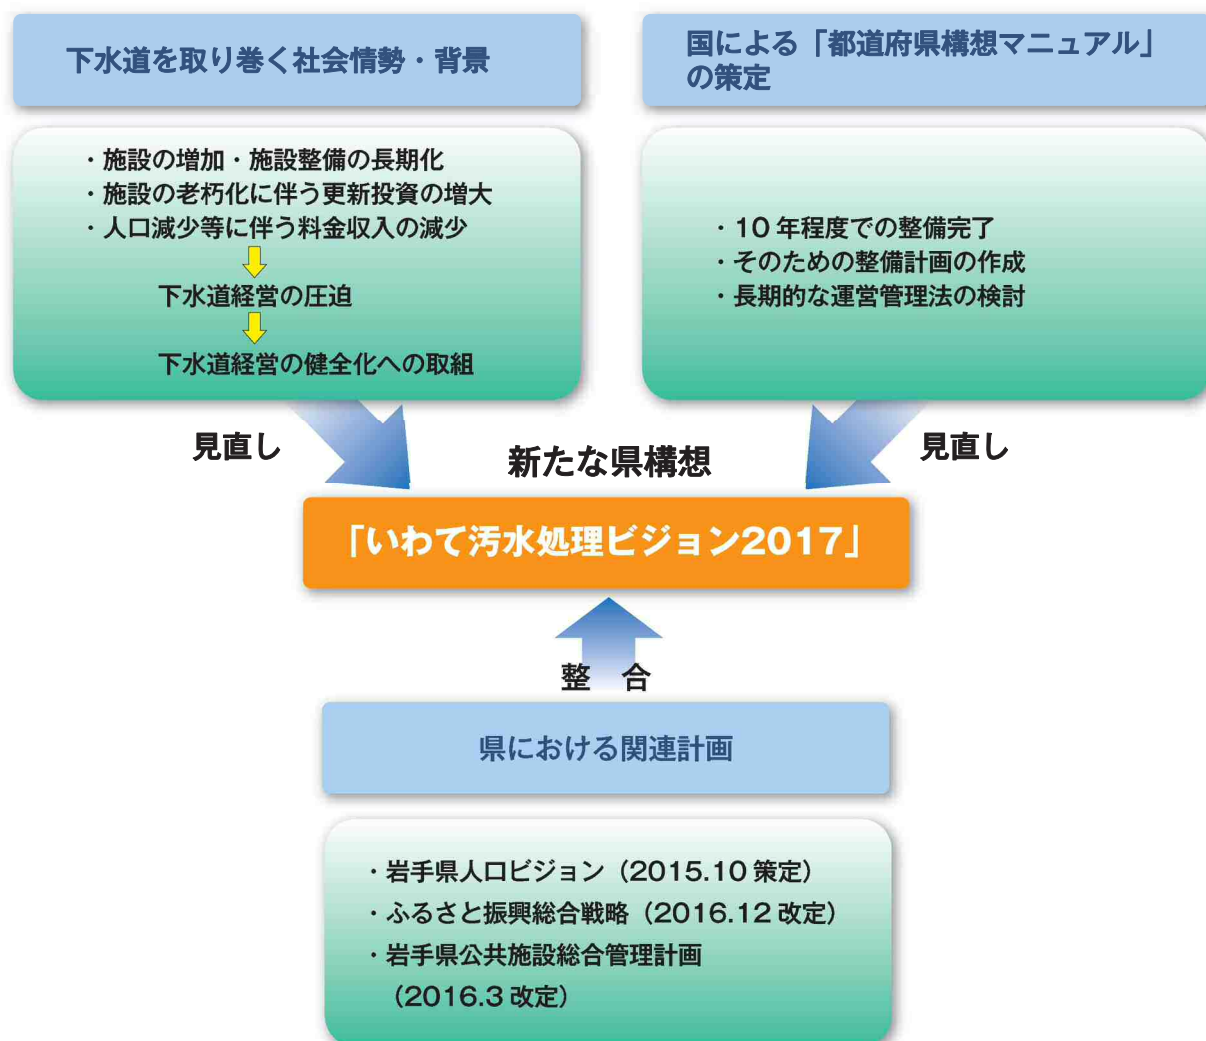 下水道を取り巻く社会情勢・背景
・施設の増加・施設整備の長期化
・施設の老朽化に伴う更新投資の増大
・人口減少等に伴う料金収入の減少
下水道経営の圧迫
下水道経営の健全化への取組
国による「都道府県構想マニュアル」
の策定
・10年程度での整備完了
・そのための整備計画の作成
・長期的な運営管理法の検討
見直し
新たな県構想
見直し
「いわて汚水処理ビジョン2017」
整　合
県における関連計画
・岩手県人口ビジョン（2015.10 策定）
・ふるさと振興総合戦略（2016.12 改定）
・岩手県公共施設総合管理計画
（2016.3 改定）